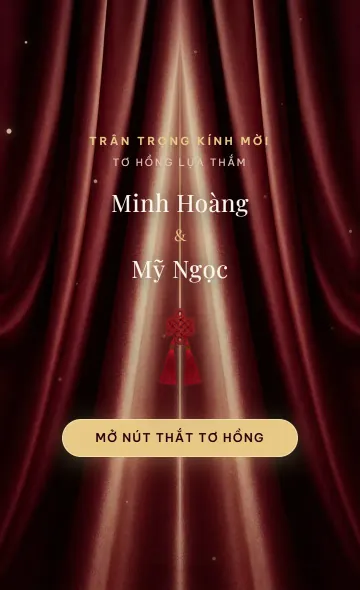 TRÂN TRỌNG KÍNH MỜI
TƠ HỒNG LỤA THẮM
Minh Hoàng
&
Mỹ Ngọc
MỞ NÚT THẮT TƠ HỒNG